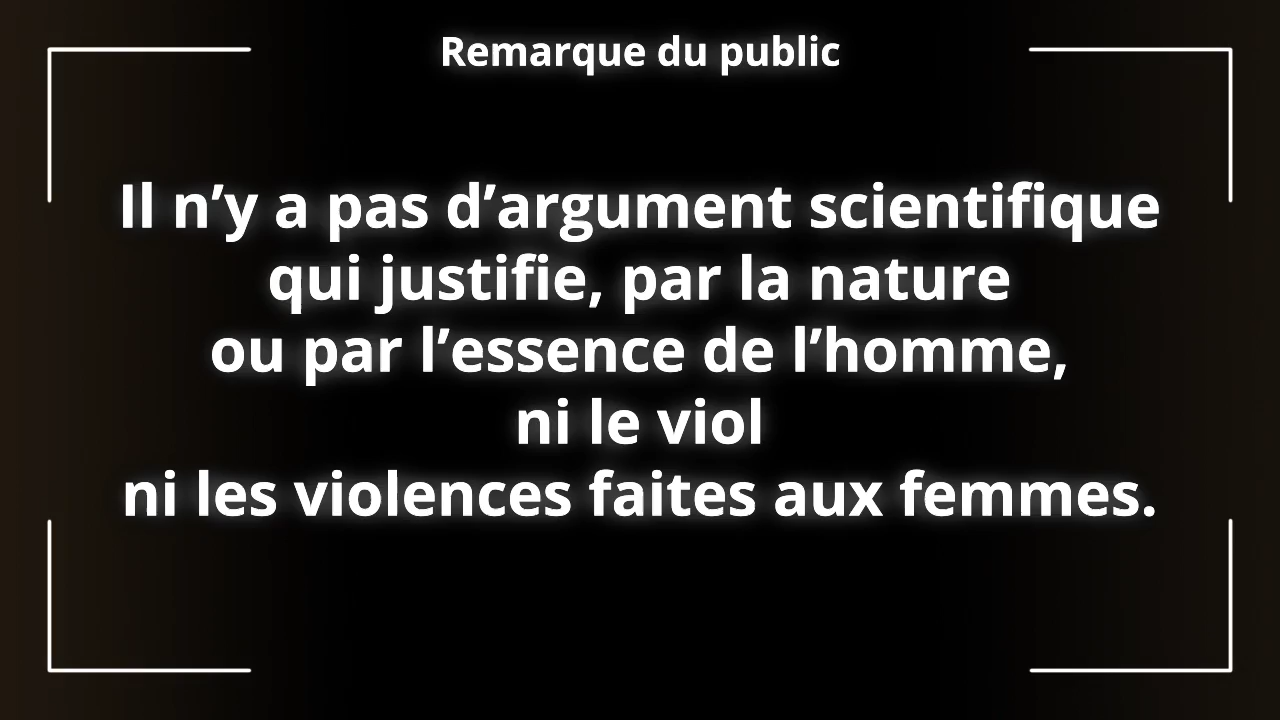 Remarque du public
Il n’y a pas d’argument scientifique
qui justifie, par la nature
ou par l’essence de l’homme,
ni le viol
ni les violences faites aux femmes.